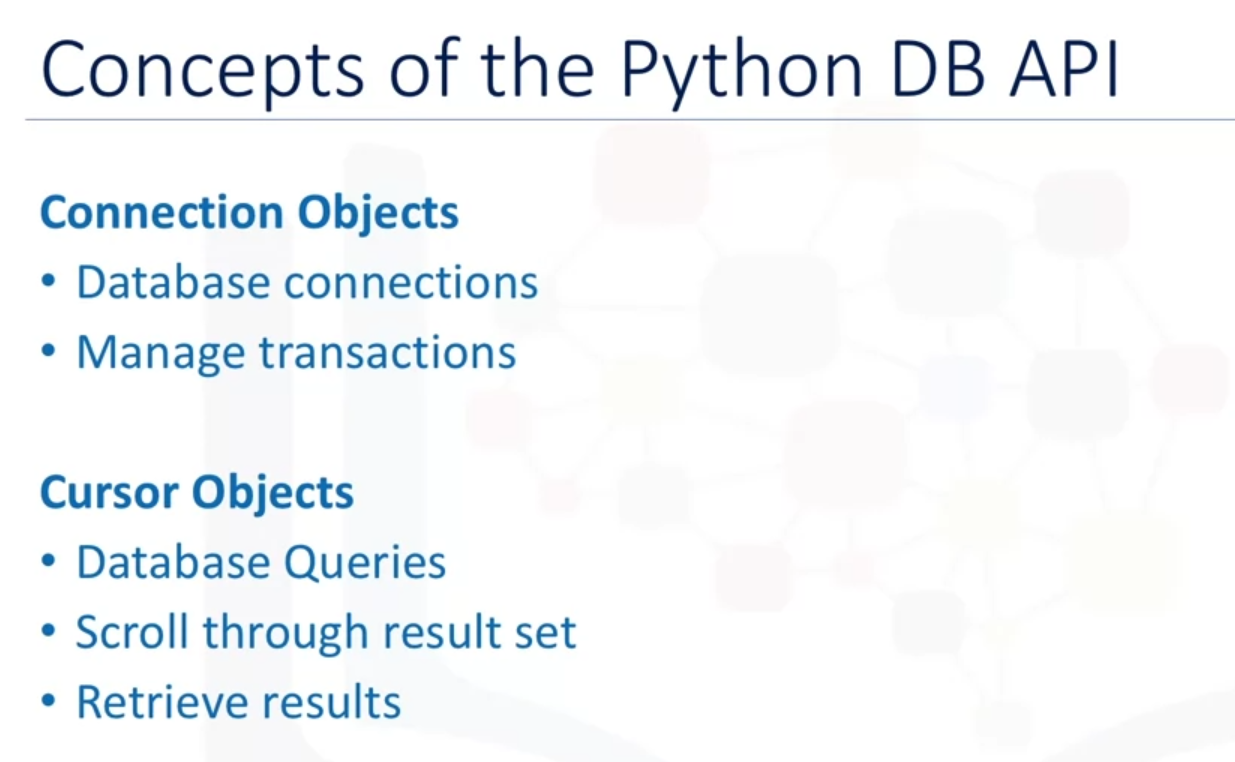 Concepts of the Python DB API
Connection Objects
• Database connections
• Manage transactions
Cursor Objects
• Database Queries
• Scroll through result set
• Retrieve results